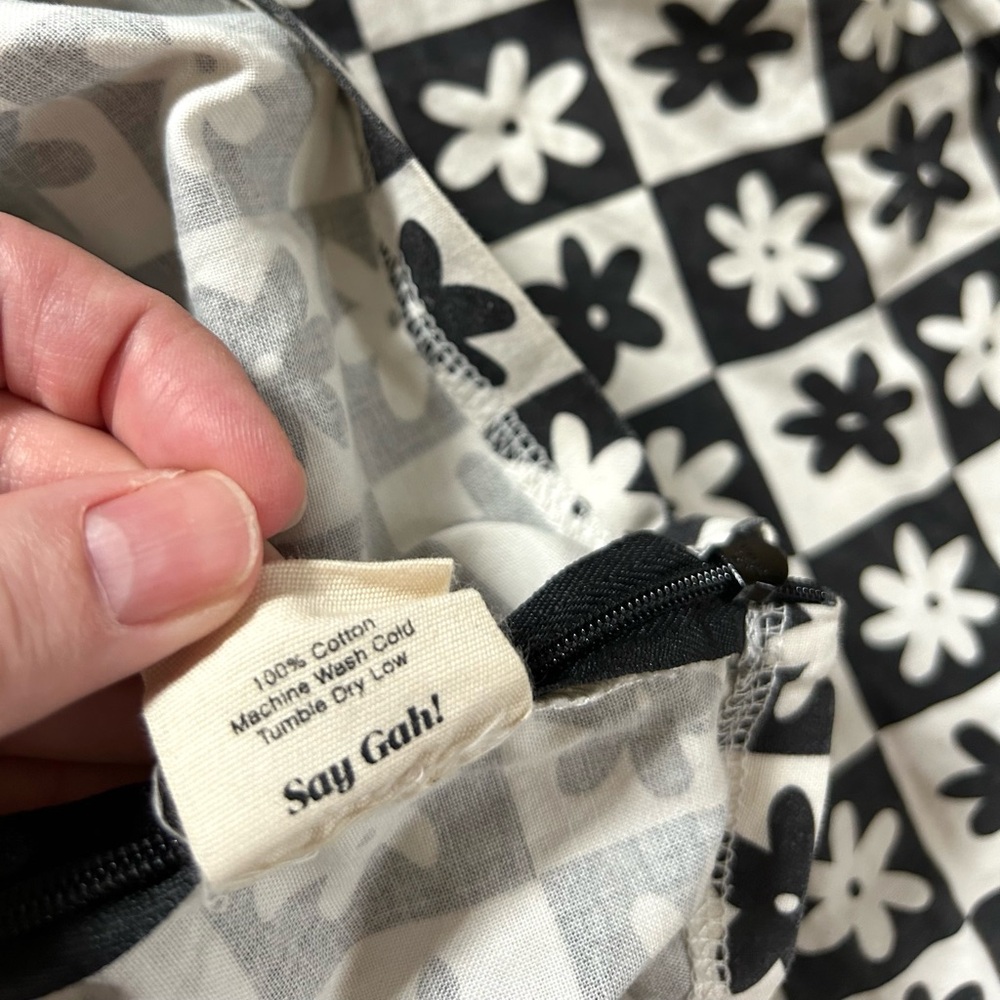 100% Cotton
Machine Wash Cold
Tumble Dry Low
Say Gah!